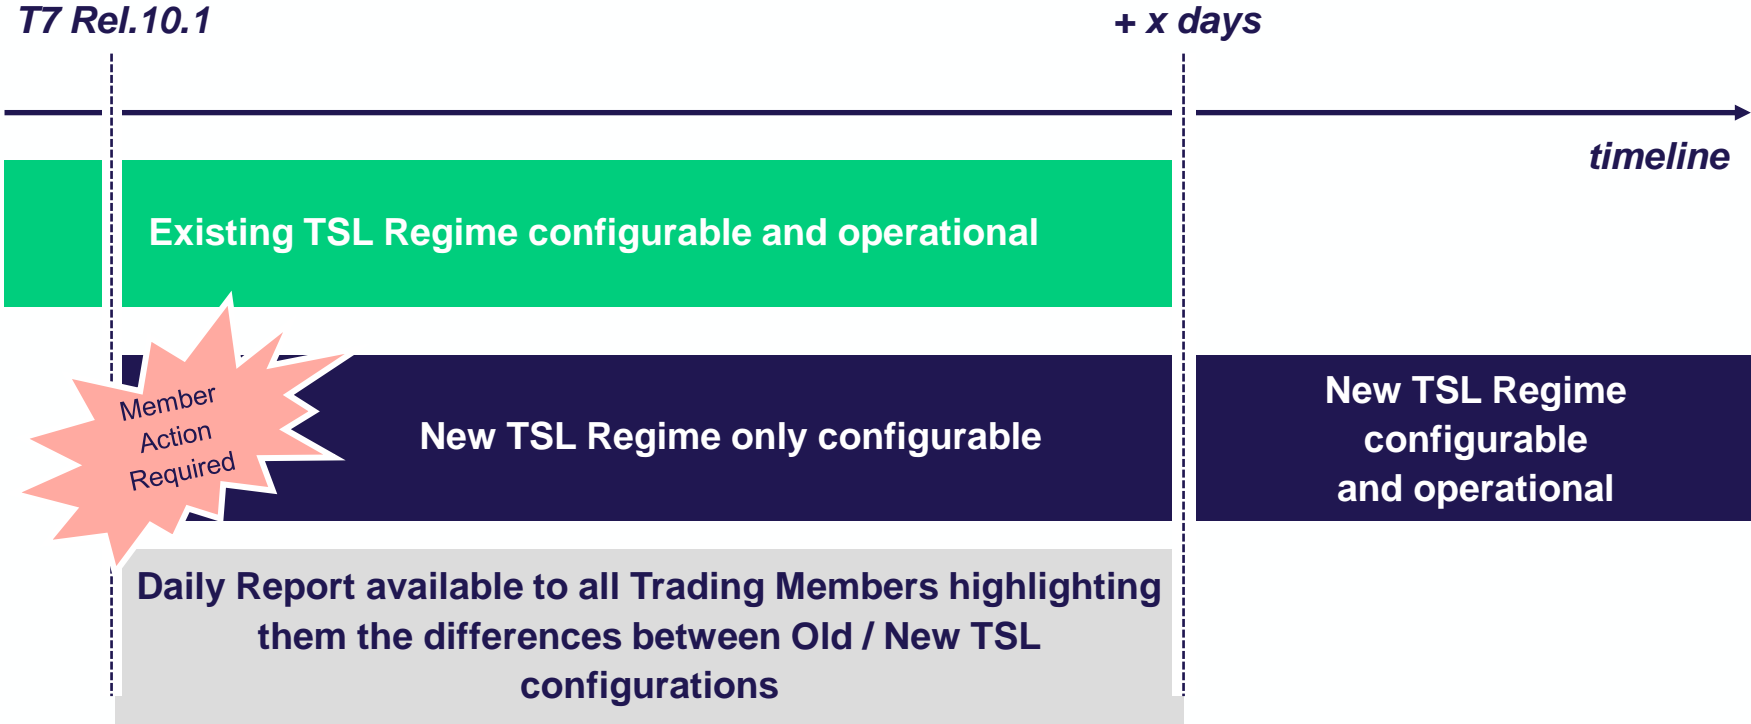 T7 Rel.10.1
+ x days
timeline
Existing TSL Regime configurable and operational
Member
Action
Required
New TSL Regime only configurable
New TSL Regime
configurable
and operational
Daily Report available to all Trading Members highlighting
them the differences between Old / New TSL
configurations